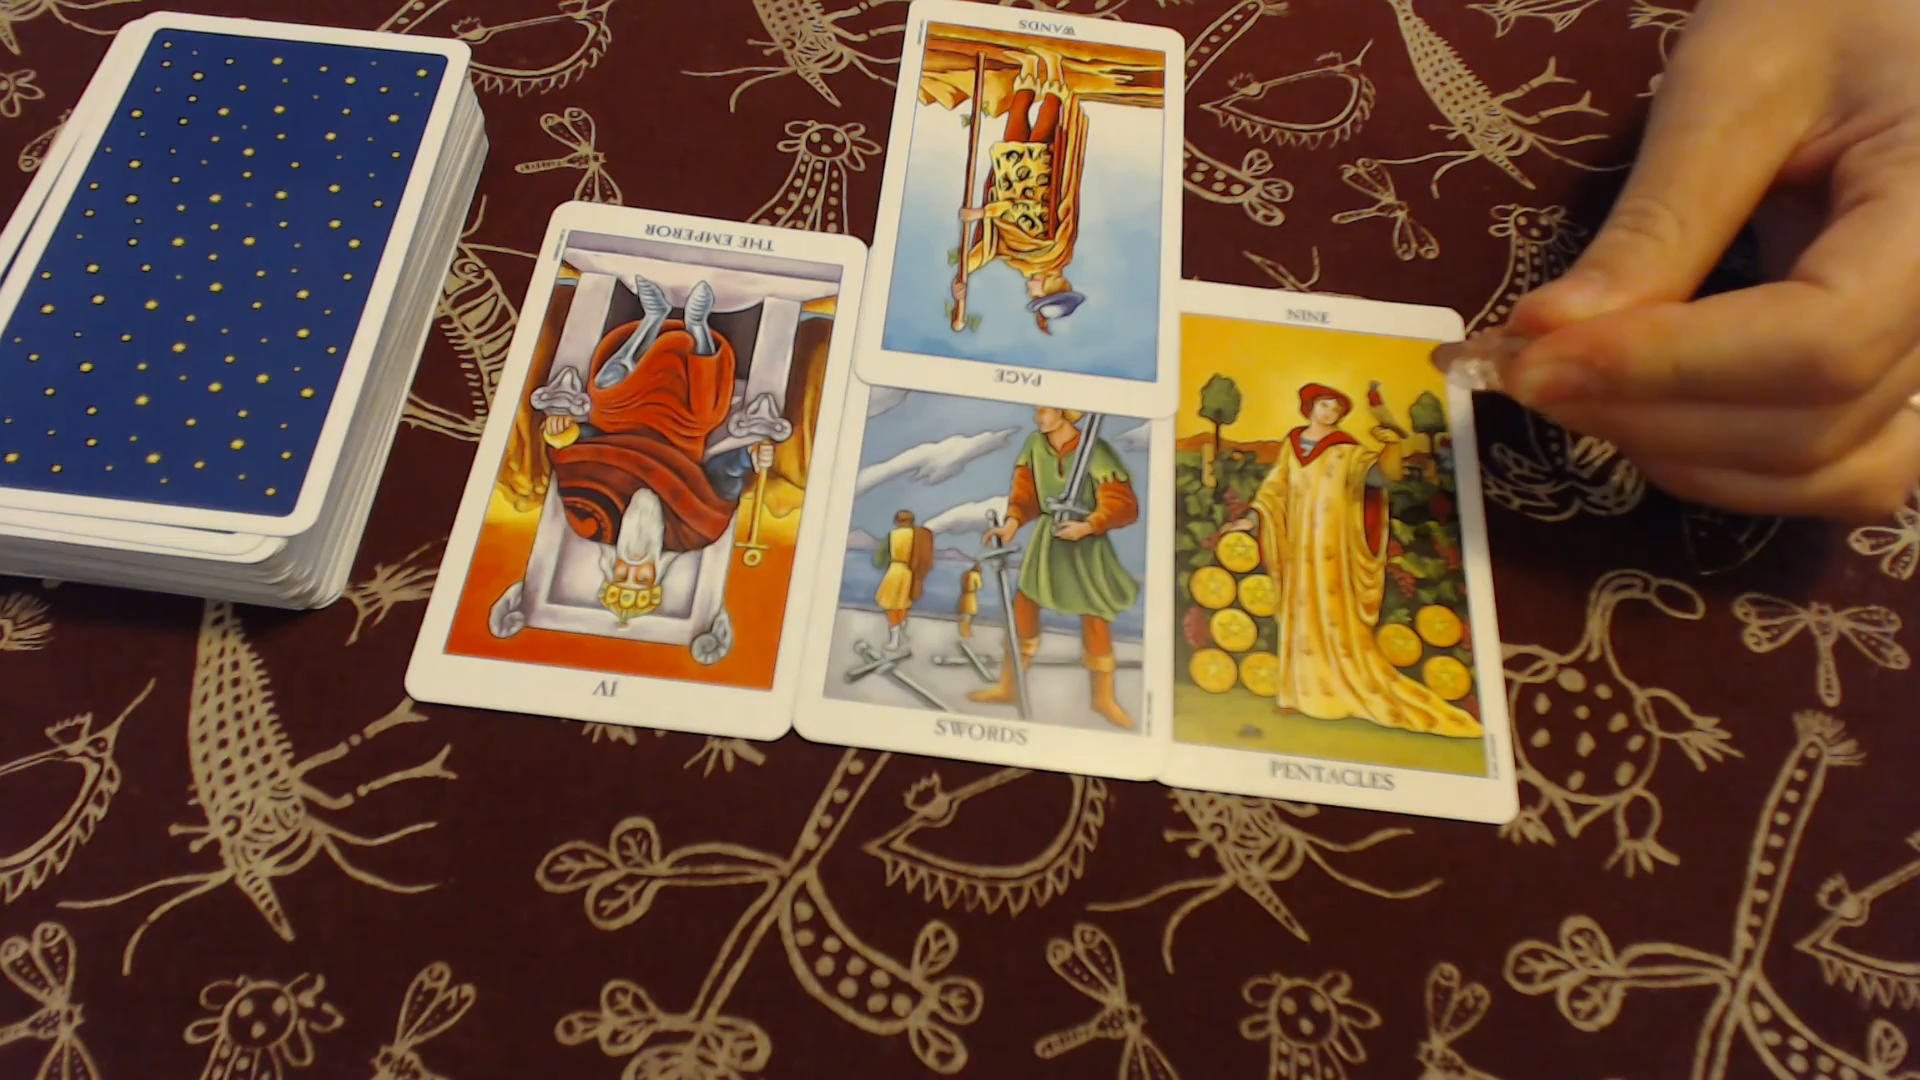 WANDS
PAGE
THE EMPEROR
IV
SWORDS
NINE
PENTACLES